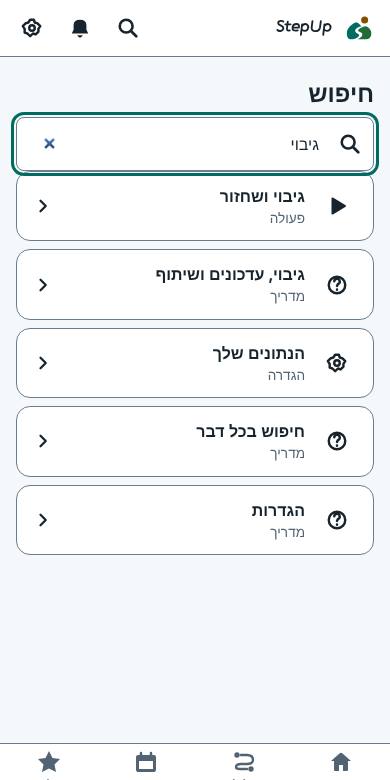 StepUp
חיפוש
גיבוי
גיבוי ושחזור
פעולה
גיבוי, עדכונים ושיתוף
מדריך
הנתונים שלך
הגדרה
חיפוש בכל דבר
מדריך
הגדרות
מדריך